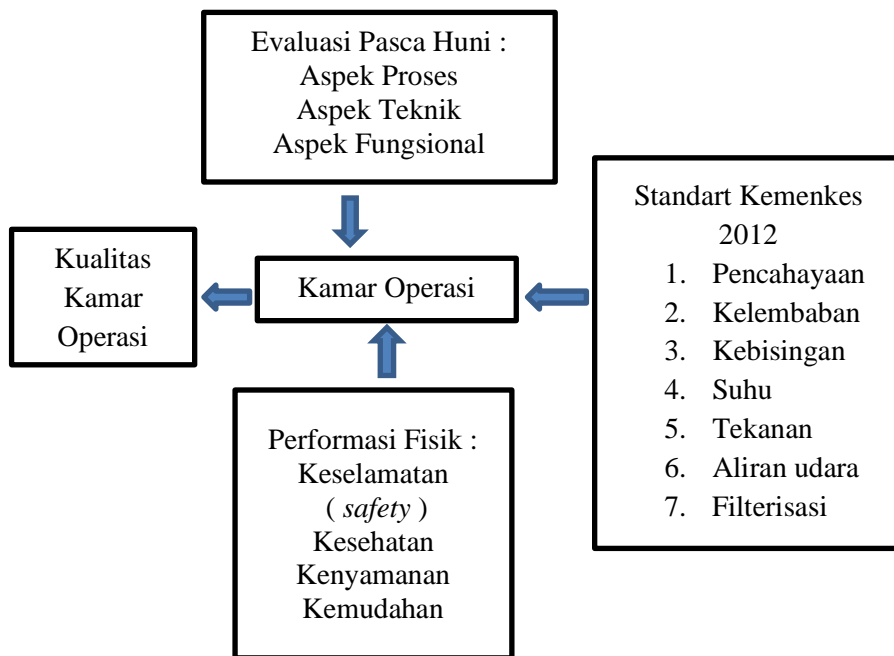 Evaluasi Pasca Huni :
Aspek Proses
Aspek Teknik
Aspek Fungsional
Kualitas
Kamar
Operasi
Kamar Operasi
Standart Kemenkes
2012
1. Pencahayaan
2. Kelembaban
3. Kebisingan
4. Suhu
5. Tekanan
6. Aliran udara
7. Filterisasi
Performasi Fisik :
Keselamatan
( safety )
Kesehatan
Kenyamanan
Kemudahan